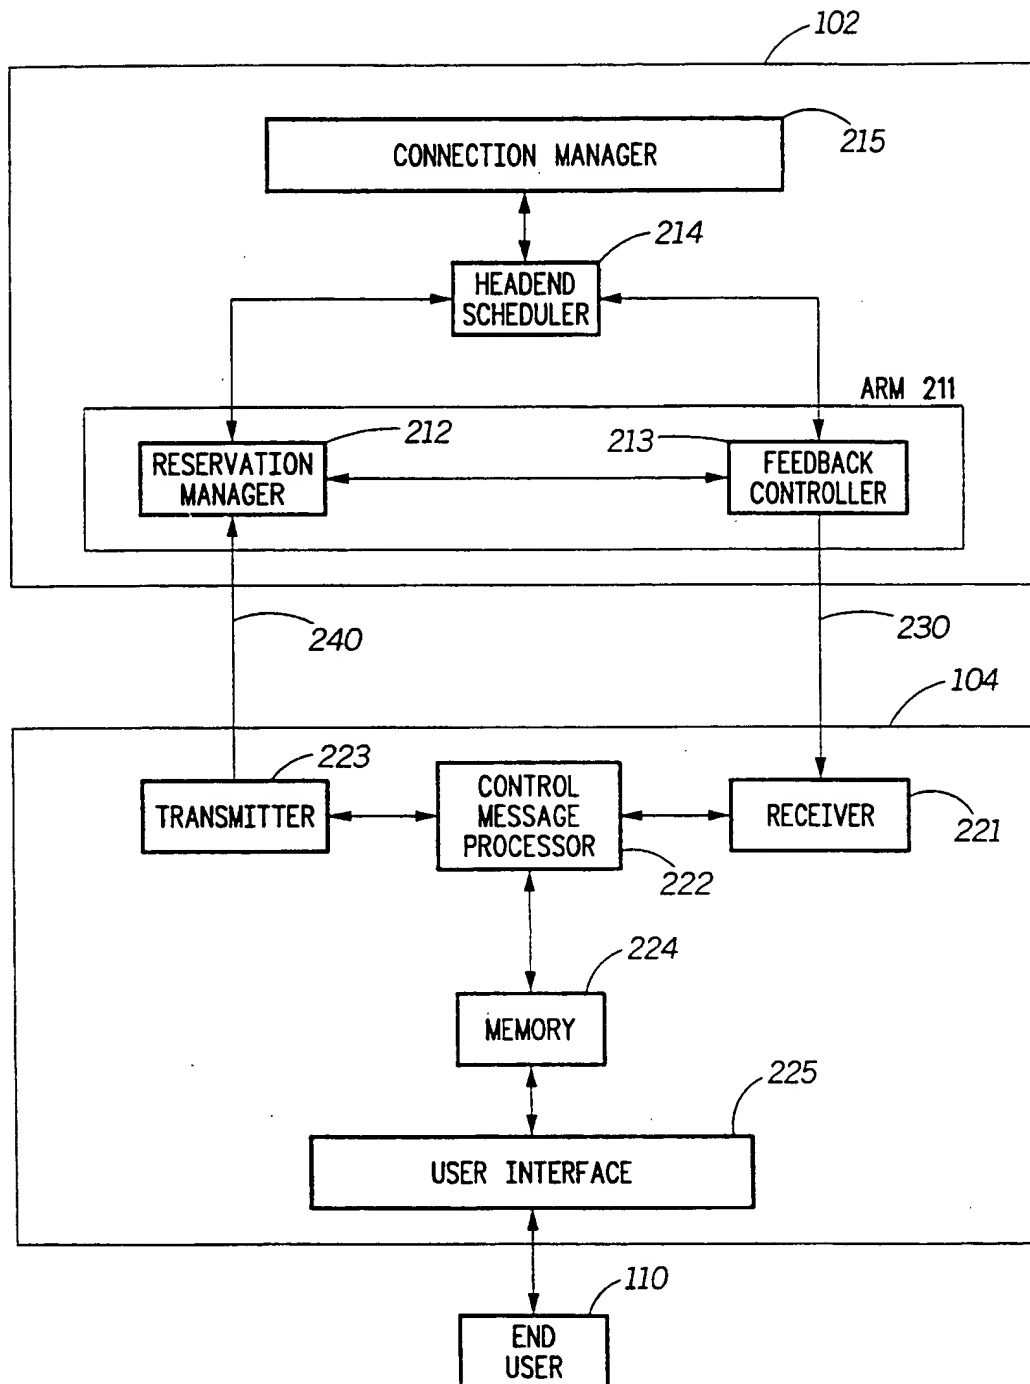 102
CONNECTION MANAGER
215
HEADEND
SCHEDULER
214
ARM 211
RESERVATION
MANAGER
212
213
FEEDBACK
CONTROLLER
240
230
104
TRANSMITTER
223
CONTROL
MESSAGE
PROCESSOR
222
RECEIVER
221
MEMORY
224
USER INTERFACE
225
110
END
USER